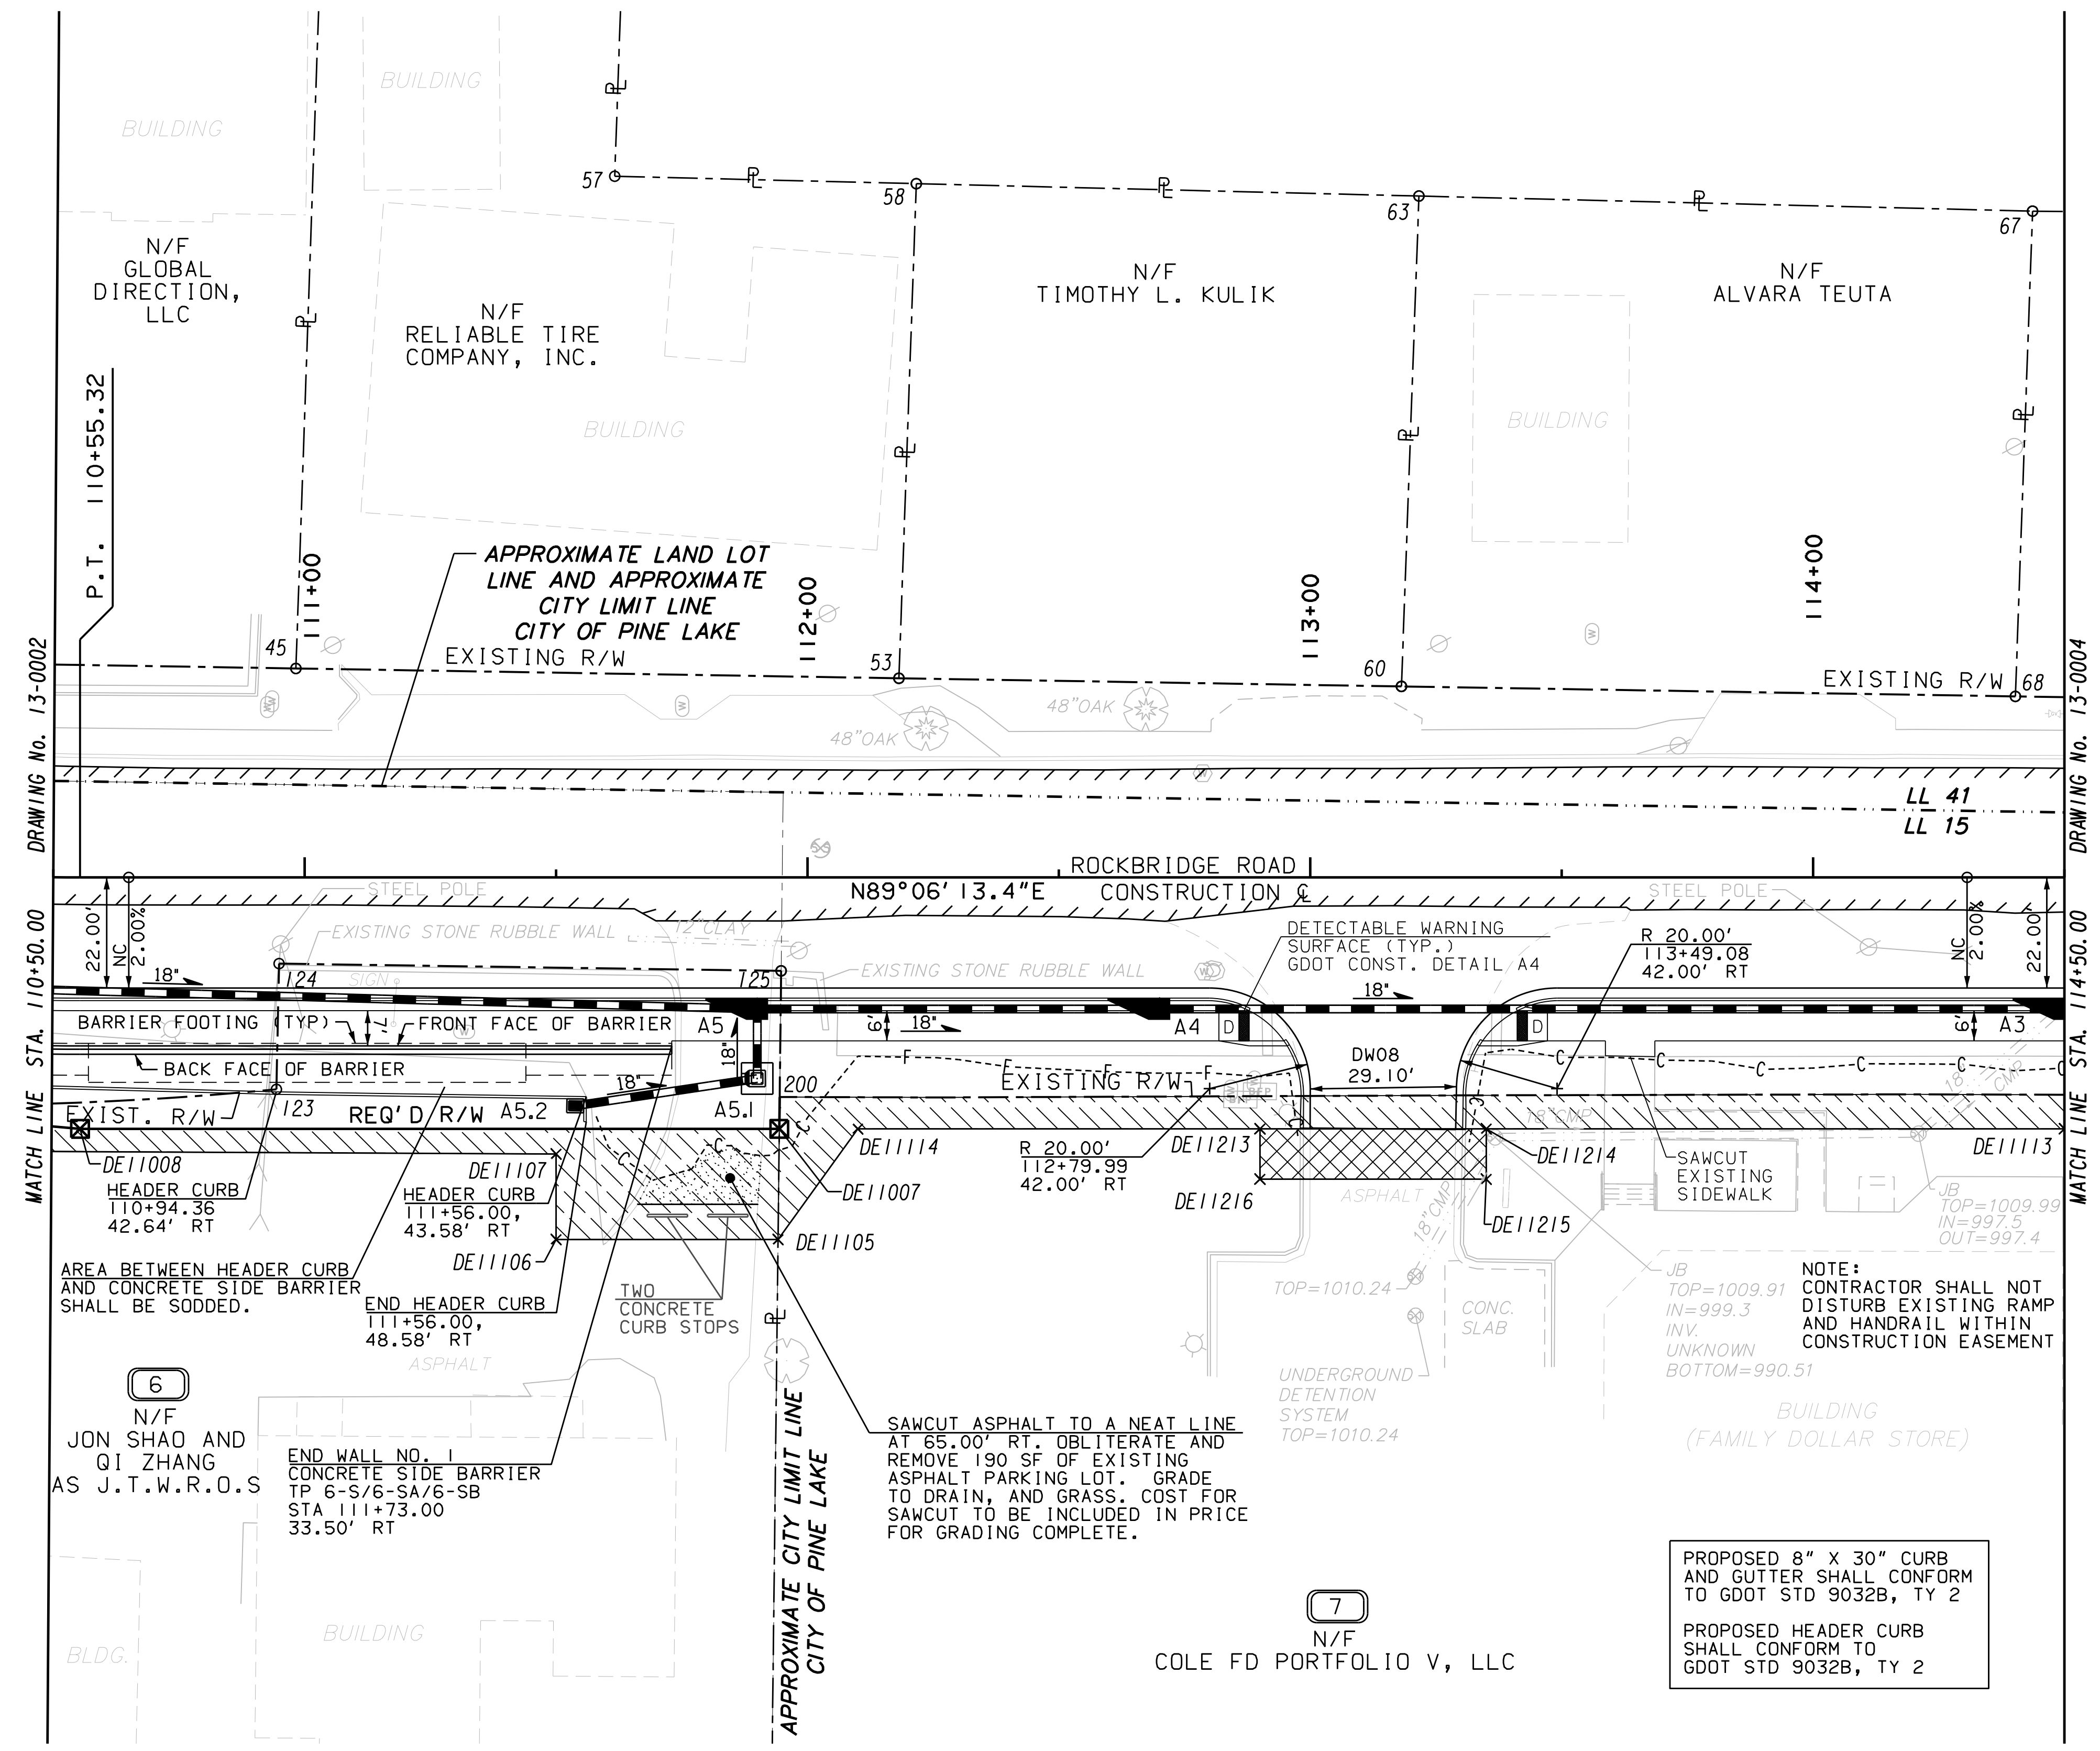 BUILDING
BUILDING
57
58
63
67
N/F
GLOBAL
DIRECTION,
LLC
N/F
RELIABLE TIRE
COMPANY, INC.
N/F
TIMOTHY L. KULIK
N/F
ALVARA TEUTA
BUILDING
BUILDING
P.T. 110+55.32
APPROXIMATE LAND LOT
LINE AND APPROXIMATE
CITY LIMIT LINE
CITY OF PINE LAKE
111+00
112+00
113+00
114+00
45
EXISTING R/W
53
60
EXISTING R/W
68
48"OAK
48"OAK
W
W
W
W
DRAWING No. 13-0002
DRAWING No. 13-0004
LL 41
LL 15
ROCKBRIDGE ROAD
N89°06'13.4"E
CONSTRUCTION ℄
MATCH LINE STA. 110+50.00
MATCH LINE STA. 114+50.00
22.00'
NC
2.00%
18"
STEEL POLE
EXISTING STONE RUBBLE WALL
12"CLAY
SIGN
124
125
EXISTING STONE RUBBLE WALL
DETECTABLE WARNING
SURFACE (TYP.)
GDOT CONST. DETAIL A4
R 20.00'
113+49.08
42.00' RT
STEEL POLE
NC
2.00%
22.00'
BARRIER FOOTING (TYP)
7'
FRONT FACE OF BARRIER
A5
18"
6'
18"
A4
D
18"
D
6'
A3
BACK FACE OF BARRIER
18"
200
EXISTING R/W
DW08
29.10'
EXIST. R/W
123
REQ'D R/W
A5.2
A5.1
18"CMP
18" CMP
DE11008
DE11107
DE11114
DE11007
R 20.00'
112+79.99
42.00' RT
DE11213
DE11214
DE11113
DE11216
DE11215
SAWCUT
EXISTING
SIDEWALK
HEADER CURB
110+94.36
42.64' RT
HEADER CURB
111+56.00,
43.58' RT
DE11106
DE11105
ASPHALT
18"CMP
JB
TOP=1009.99
IN=997.5
OUT=997.4
AREA BETWEEN HEADER CURB
AND CONCRETE SIDE BARRIER
SHALL BE SODDED.
END HEADER CURB
111+56.00,
48.58' RT
TWO
CONCRETE
CURB STOPS
TOP=1010.24
CONC.
SLAB
JB
TOP=1009.91
IN=999.3
INV.
UNKNOWN
BOTTOM=990.51
NOTE:
CONTRACTOR SHALL NOT
DISTURB EXISTING RAMP
AND HANDRAIL WITHIN
CONSTRUCTION EASEMENT
ASPHALT
UNDERGROUND
DETENTION
SYSTEM
TOP=1010.24
6
N/F
JON SHAO AND
QI ZHANG
AS J.T.W.R.O.S
END WALL NO. 1
CONCRETE SIDE BARRIER
TP 6-S/6-SA/6-SB
STA 111+73.00
33.50' RT
APPROXIMATE CITY LIMIT LINE
CITY OF PINE LAKE
SAWCUT ASPHALT TO A NEAT LINE
AT 65.00' RT. OBLITERATE AND
REMOVE 190 SF OF EXISTING
ASPHALT PARKING LOT. GRADE
TO DRAIN, AND GRASS. COST FOR
SAWCUT TO BE INCLUDED IN PRICE
FOR GRADING COMPLETE.
BUILDING
(FAMILY DOLLAR STORE)
BLDG.
BUILDING
7
N/F
COLE FD PORTFOLIO V, LLC
PROPOSED 8" X 30" CURB
AND GUTTER SHALL CONFORM
TO GDOT STD 9032B, TY 2
PROPOSED HEADER CURB
SHALL CONFORM TO
GDOT STD 9032B, TY 2